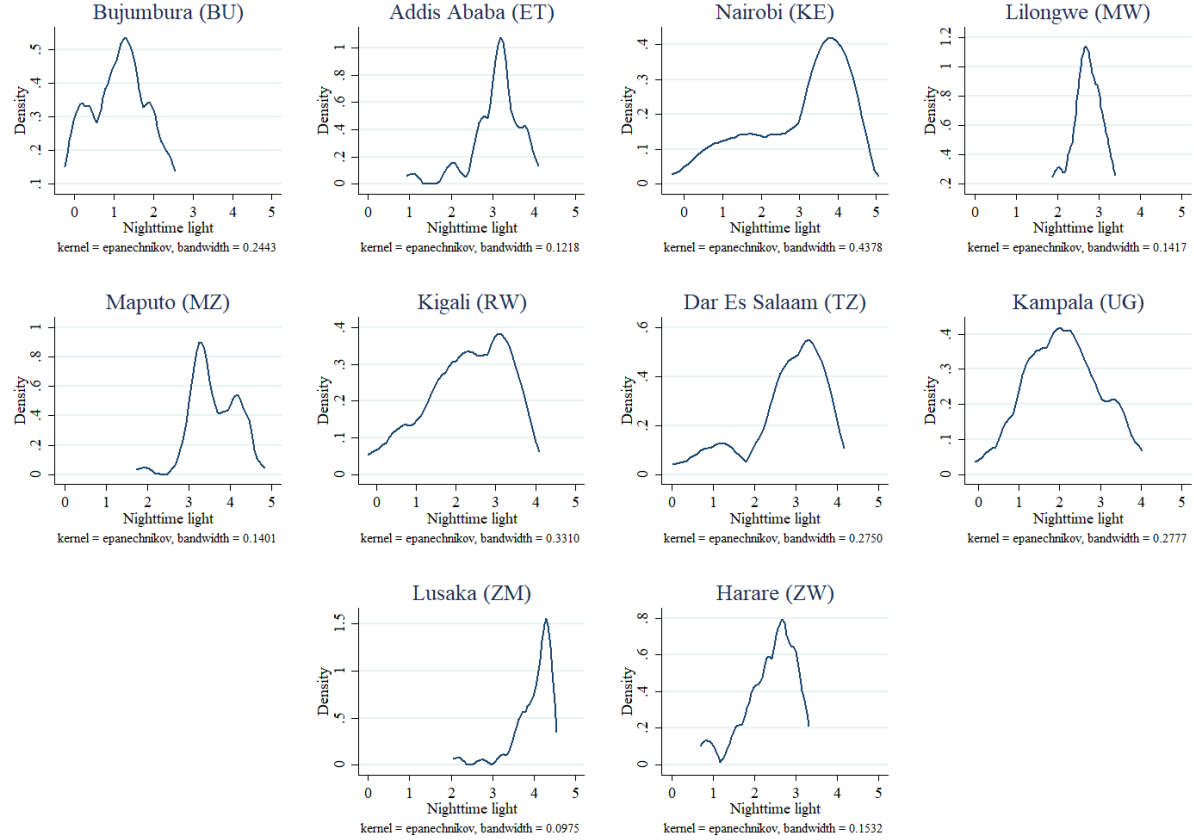 Bujumbura (BU)
Density
.1 .2 .3 .4 .5
0 1 2 3 4 5
Nighttime light
kernel = epanechnikov, bandwidth = 0.2443
Addis Ababa (ET)
Density
0 .2 .4 .6 .8 1
0 1 2 3 4 5
Nighttime light
kernel = epanechnikov, bandwidth = 0.1218
Nairobi (KE)
Density
0 .1 .2 .3 .4
0 1 2 3 4 5
Nighttime light
kernel = epanechnikov, bandwidth = 0.4378
Lilongwe (MW)
Density
.2 .4 .6 .8 1 1.2
0 1 2 3 4 5
Nighttime light
kernel = epanechnikov, bandwidth = 0.1417
Maputo (MZ)
Density
0 .2 .4 .6 .8 1
0 1 2 3 4 5
Nighttime light
kernel = epanechnikov, bandwidth = 0.1401
Kigali (RW)
Density
0 .1 .2 .3 .4
0 1 2 3 4 5
Nighttime light
kernel = epanechnikov, bandwidth = 0.3310
Dar Es Salaam (TZ)
Density
0 .2 .4 .6
0 1 2 3 4 5
Nighttime light
kernel = epanechnikov, bandwidth = 0.2750
Kampala (UG)
Density
0 .1 .2 .3 .4
0 1 2 3 4 5
Nighttime light
kernel = epanechnikov, bandwidth = 0.2777
Lusaka (ZM)
Density
0 .5 1 1.5
0 1 2 3 4 5
Nighttime light
kernel = epanechnikov, bandwidth = 0.0975
Harare (ZW)
Density
0 .2 .4 .6 .8
0 1 2 3 4 5
Nighttime light
kernel = epanechnikov, bandwidth = 0.1532